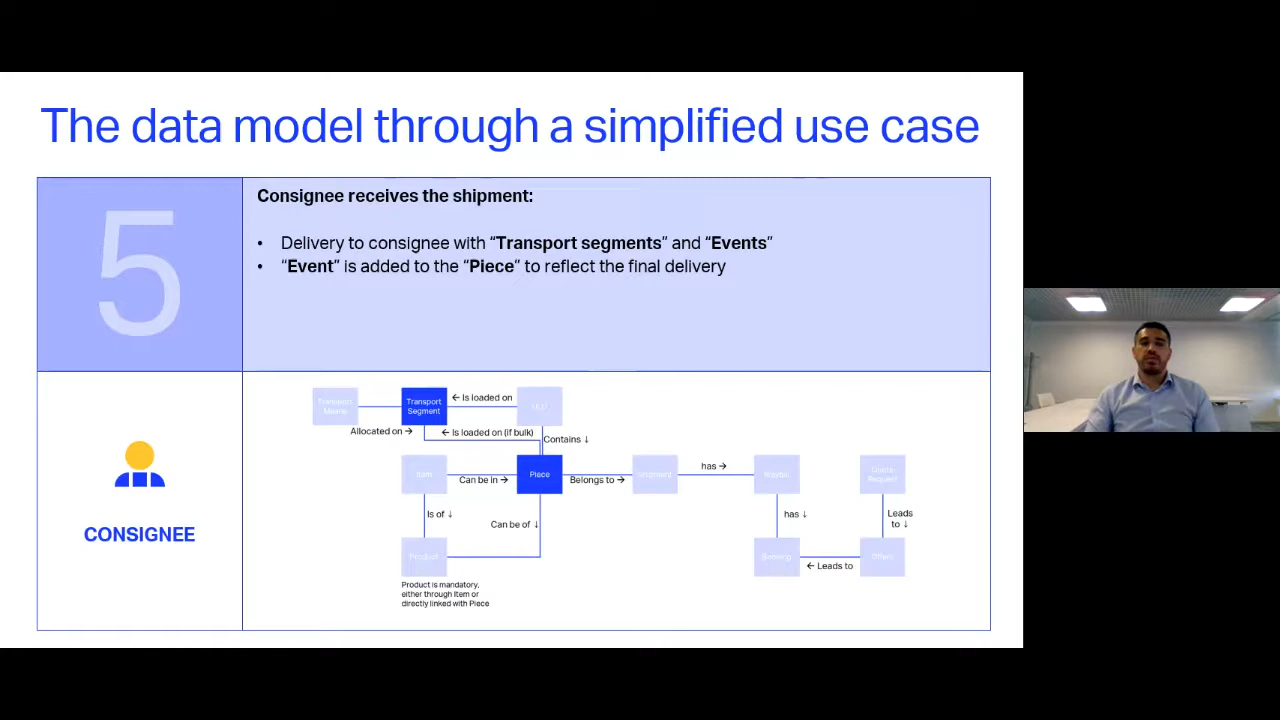 The data model through a simplified use case
5
Consignee receives the shipment:
• Delivery to consignee with “Transport segments” and “Events”
• “Event” is added to the “Piece” to reflect the final delivery
CONSIGNEE
Transport
Means
Transport
Segment
← Is loaded on
Allocated on →
← Is loaded on (if bulk)
Contains ↓
Item
Can be in →
Piece
Belongs to →
Shipment
has →
Waybill
Quote
Request
Is of ↓
Can be of ↓
has ↓
Leads
to ↓
Product
Booking
← Leads to
Offers
Product is mandatory,
either through Item or
directly linked with Piece